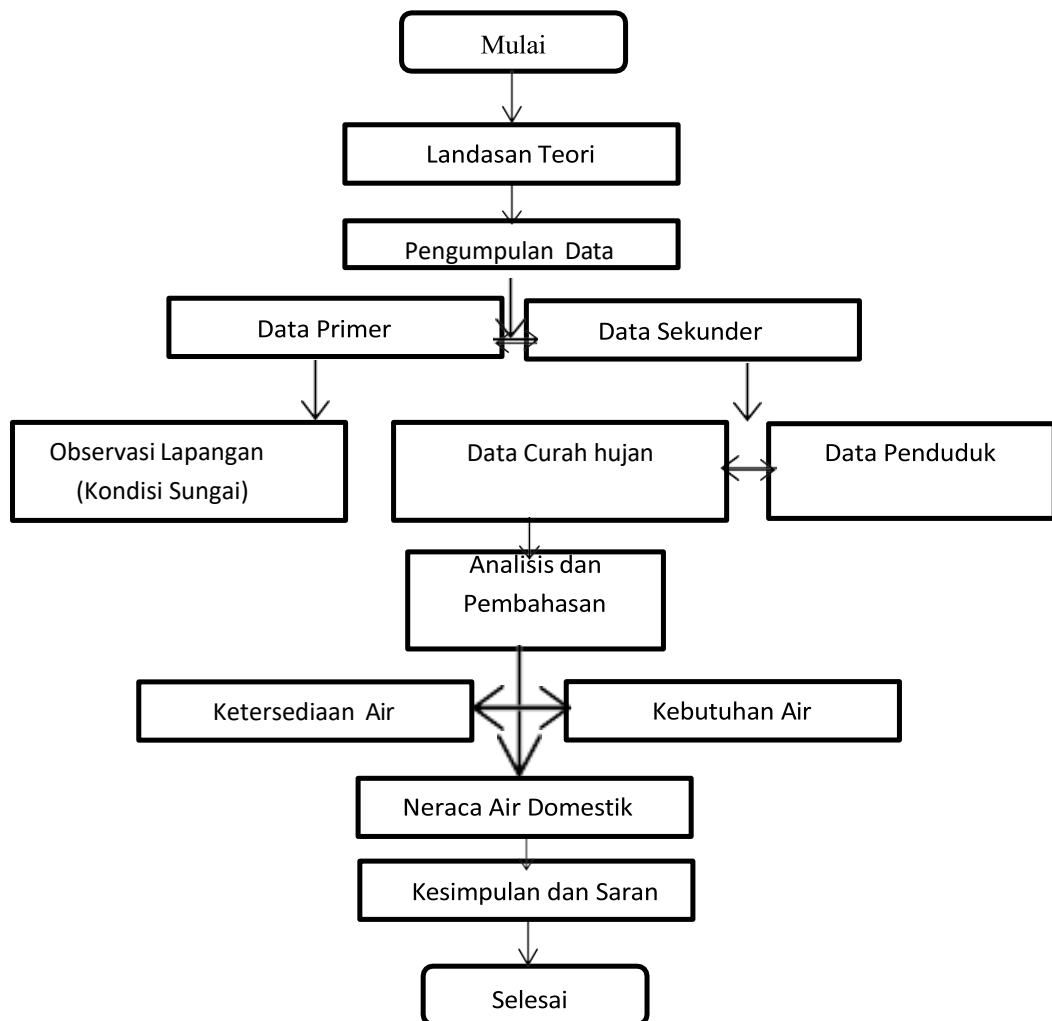 Mulai
Landasan Teori
Pengumpulan Data
Data Primer
Data Sekunder
Observasi Lapangan
(Kondisi Sungai)
Data Curah hujan
Data Penduduk
Analisis dan
Pembahasan
Ketersediaan Air
Kebutuhan Air
Neraca Air Domestik
Kesimpulan dan Saran
Selesai